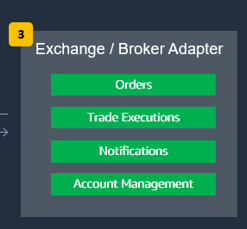 3
Exchange / Broker Adapter
Orders
Trade Executions
Notifications
Account Management